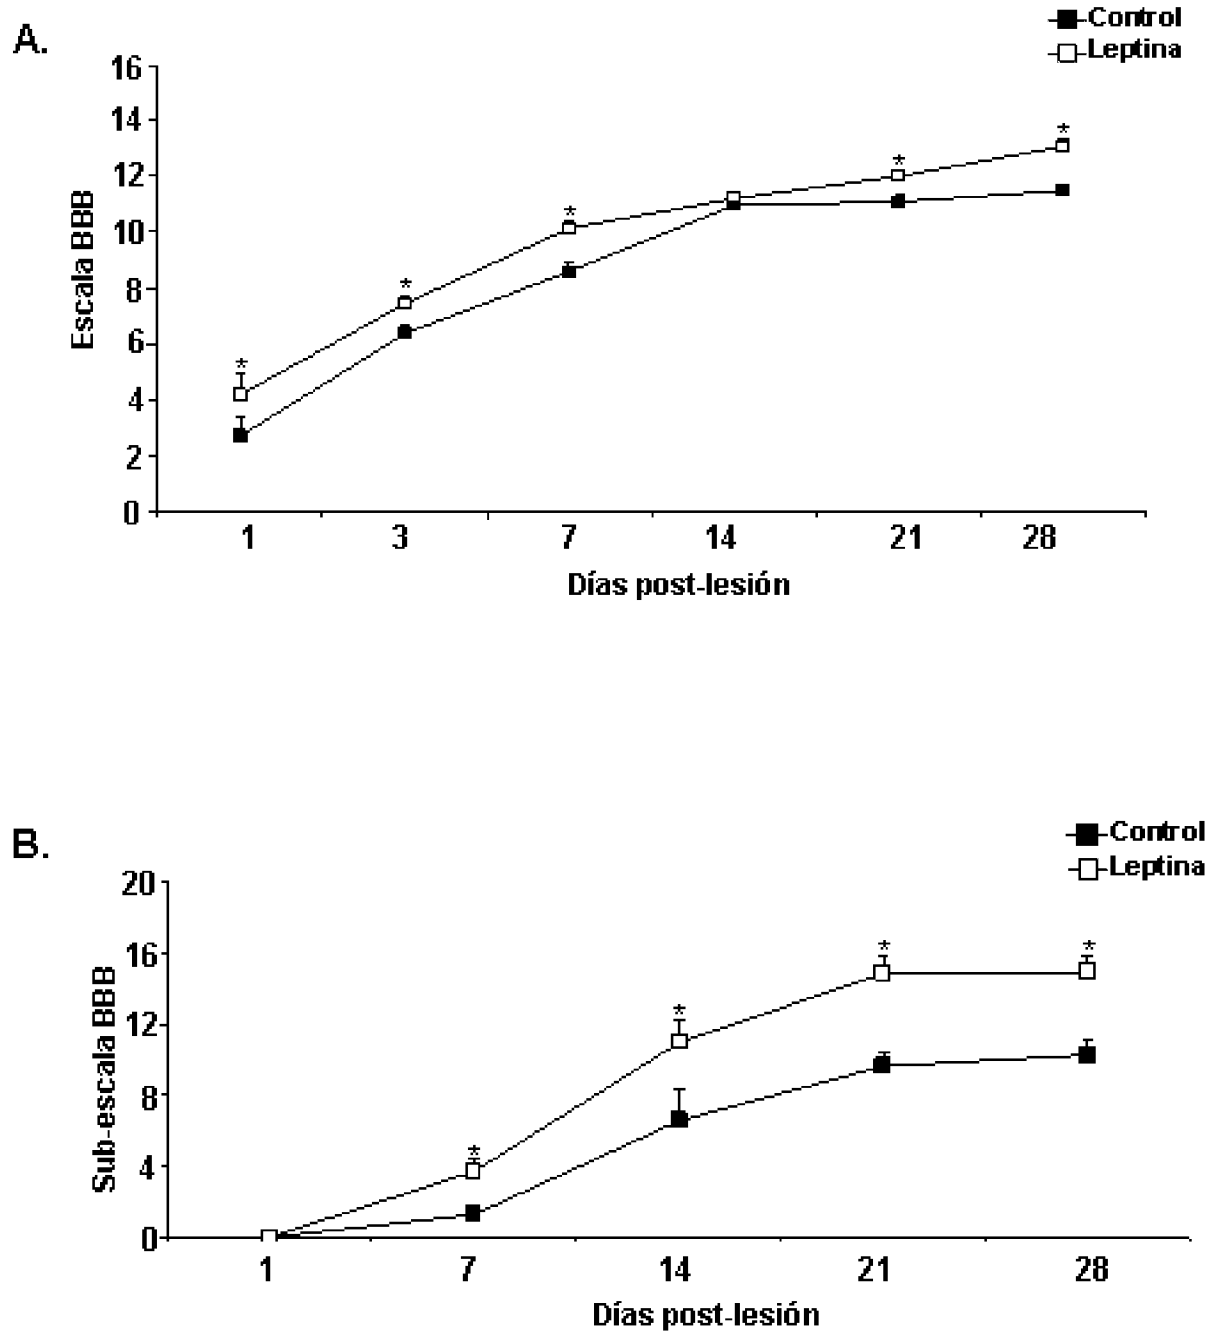 A.
Control
Leptina
16
14
12
10
8
6
4
2
0
Escala BBB
*
*
*
*
*
1 3 7 14 21 28
Días post-lesión
B.
Control
Leptina
20
16
12
8
4
0
Sub-escala BBB
*
*
*
*
1 7 14 21 28
Días post-lesión